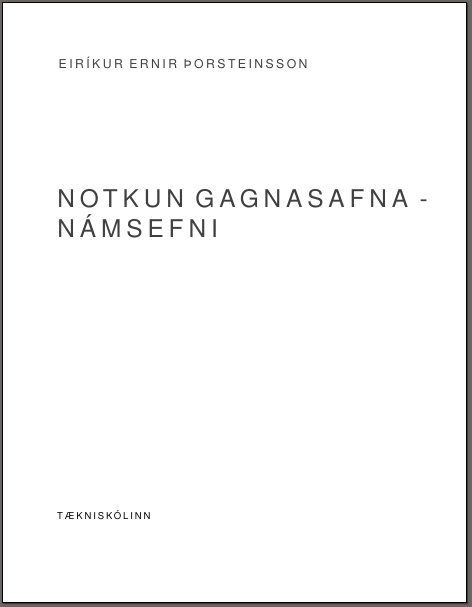 EIRÍKUR ERNIR ÞORSTEINSSON
NOTKUN GAGNASAFNA -
NÁMSEFNI
TÆKNISKÓLINN